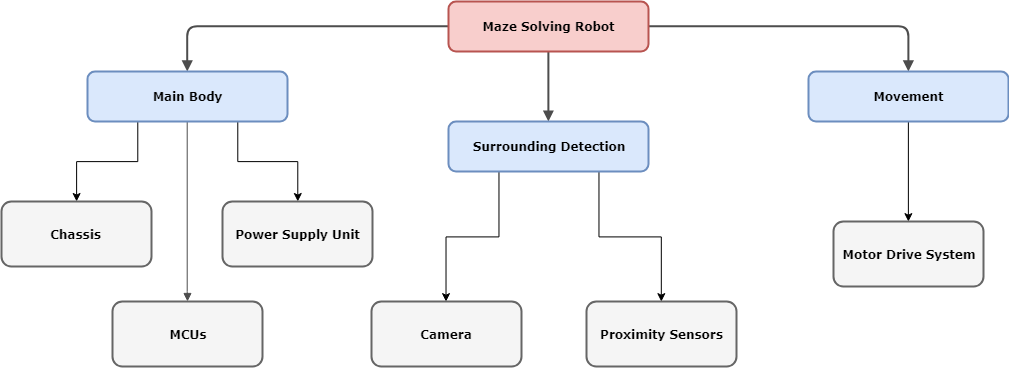 Maze Solving Robot
Main Body
Movement
Surrounding Detection
Chassis
Power Supply Unit
Motor Drive System
MCUs
Camera
Proximity Sensors